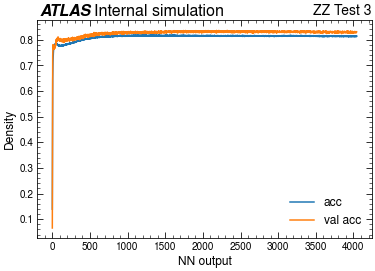 ATLAS Internal simulation
ZZ Test 3
Density
0.8
0.7
0.6
0.5
0.4
0.3
0.2
0.1
acc
val acc
0 500 1000 1500 2000 2500 3000 3500 4000
NN output